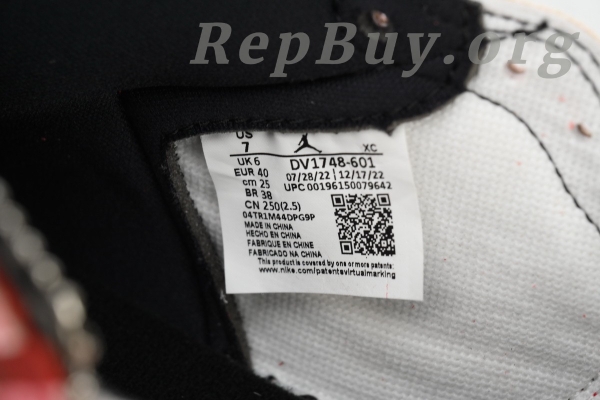 RepBuy.org
US
7
XC
UK 6
DV1748-601
EUR 40
07/28/22 12/17/22
cm 25
UPC 00196150079642
BR 38
CN 250(2.5)
04TR1M44DPG9P
MADE IN CHINA
HECHO EN CHINA
FABRIQUE EN CHINE
FABRICADO NA CHINA
This product is covered by one or more patents:
www.nike.com/patentsvirtualmarking